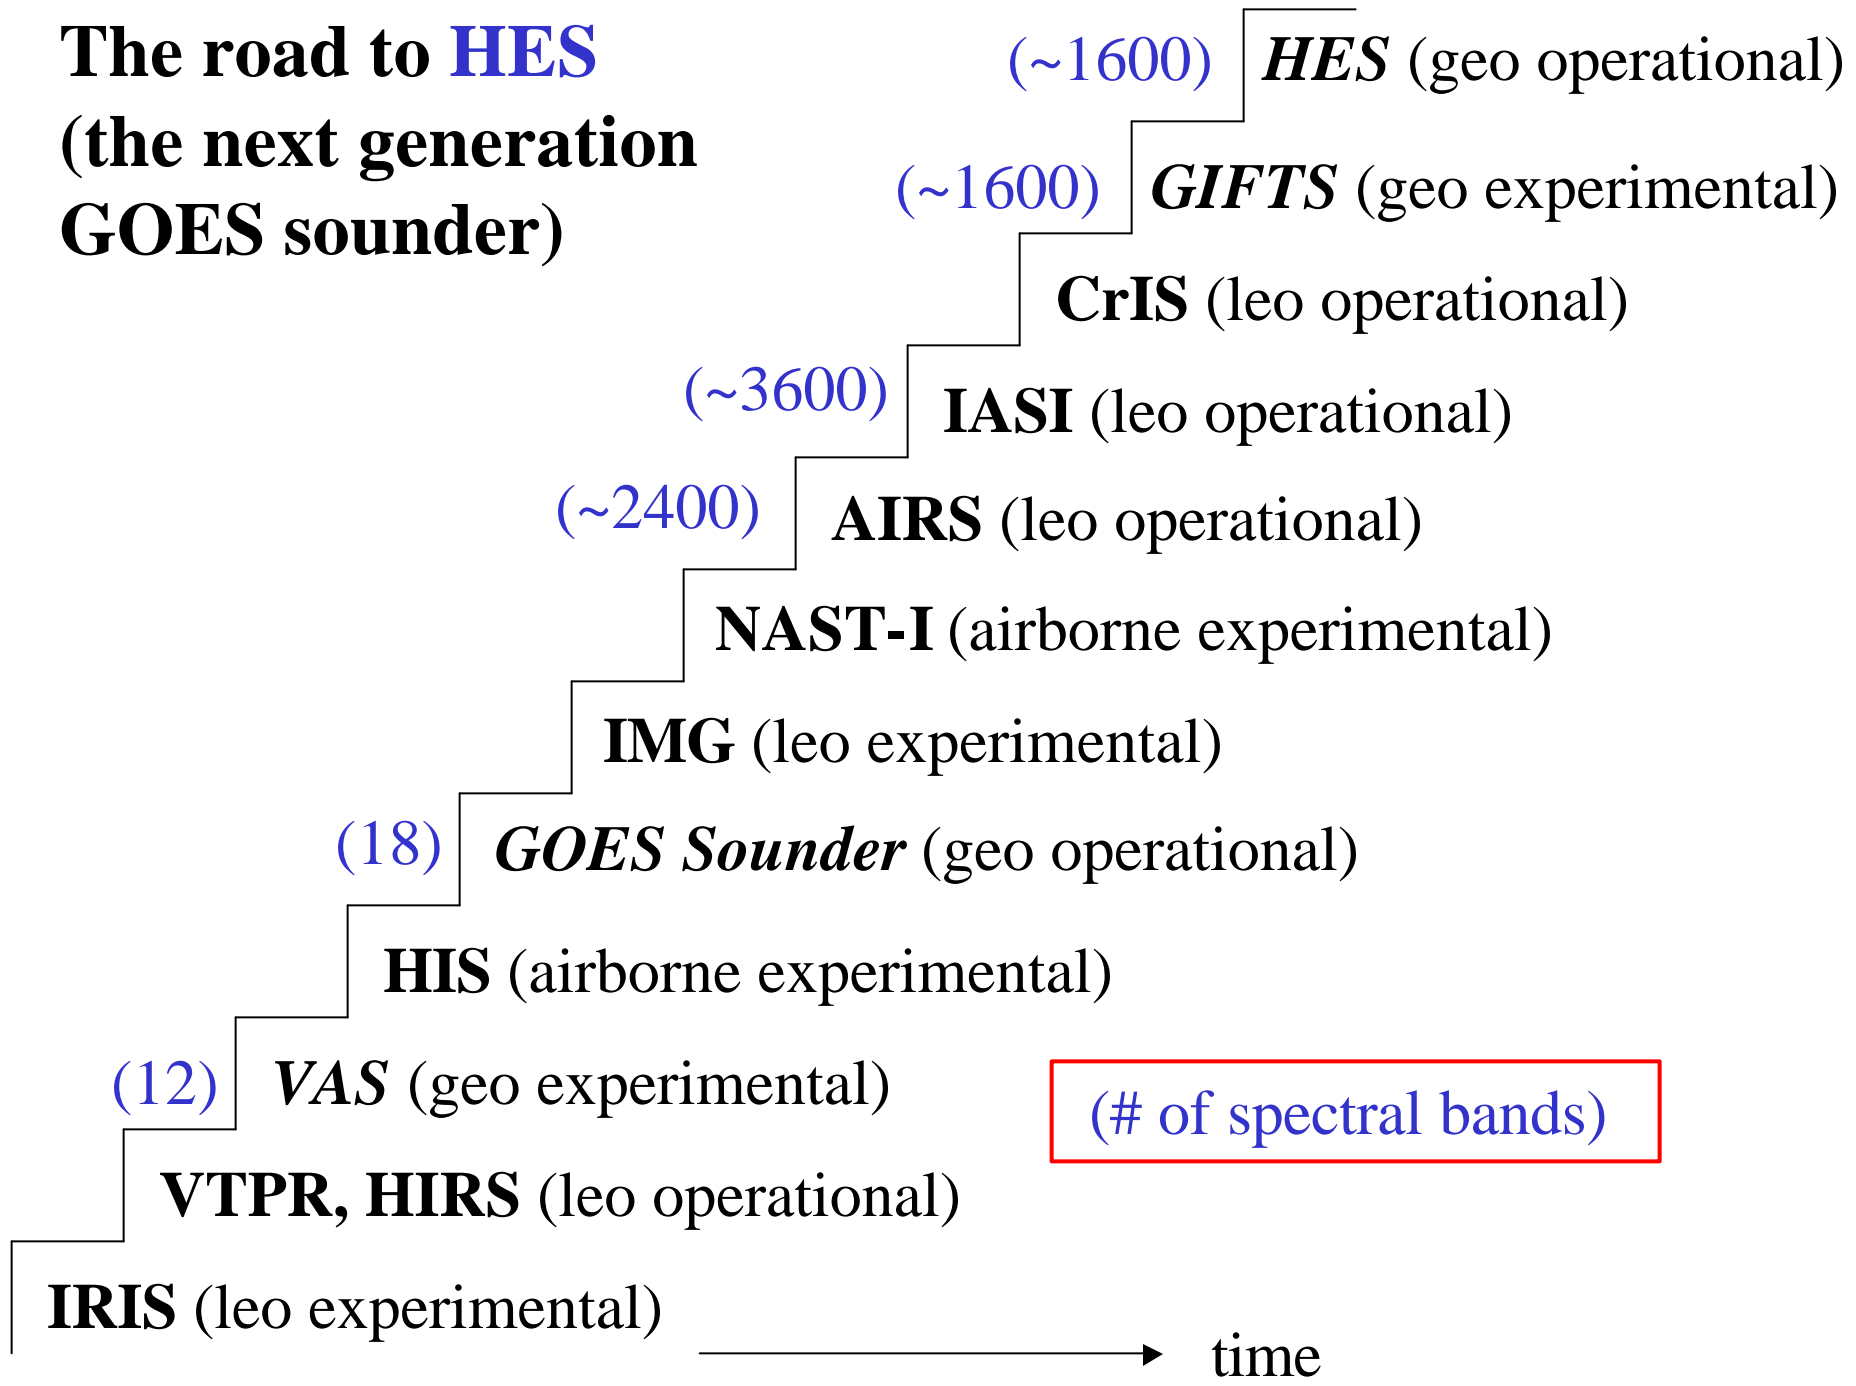 The road to HES
(the next generation
GOES sounder)
(~1600) HES (geo operational)
(~1600) GIFTS (geo experimental)
CrIS (leo operational)
(~3600) IASI (leo operational)
(~2400) AIRS (leo operational)
NAST-I (airborne experimental)
IMG (leo experimental)
(18) GOES Sounder (geo operational)
HIS (airborne experimental)
(12) VAS (geo experimental)
(# of spectral bands)
VTPR, HIRS (leo operational)
IRIS (leo experimental)
time